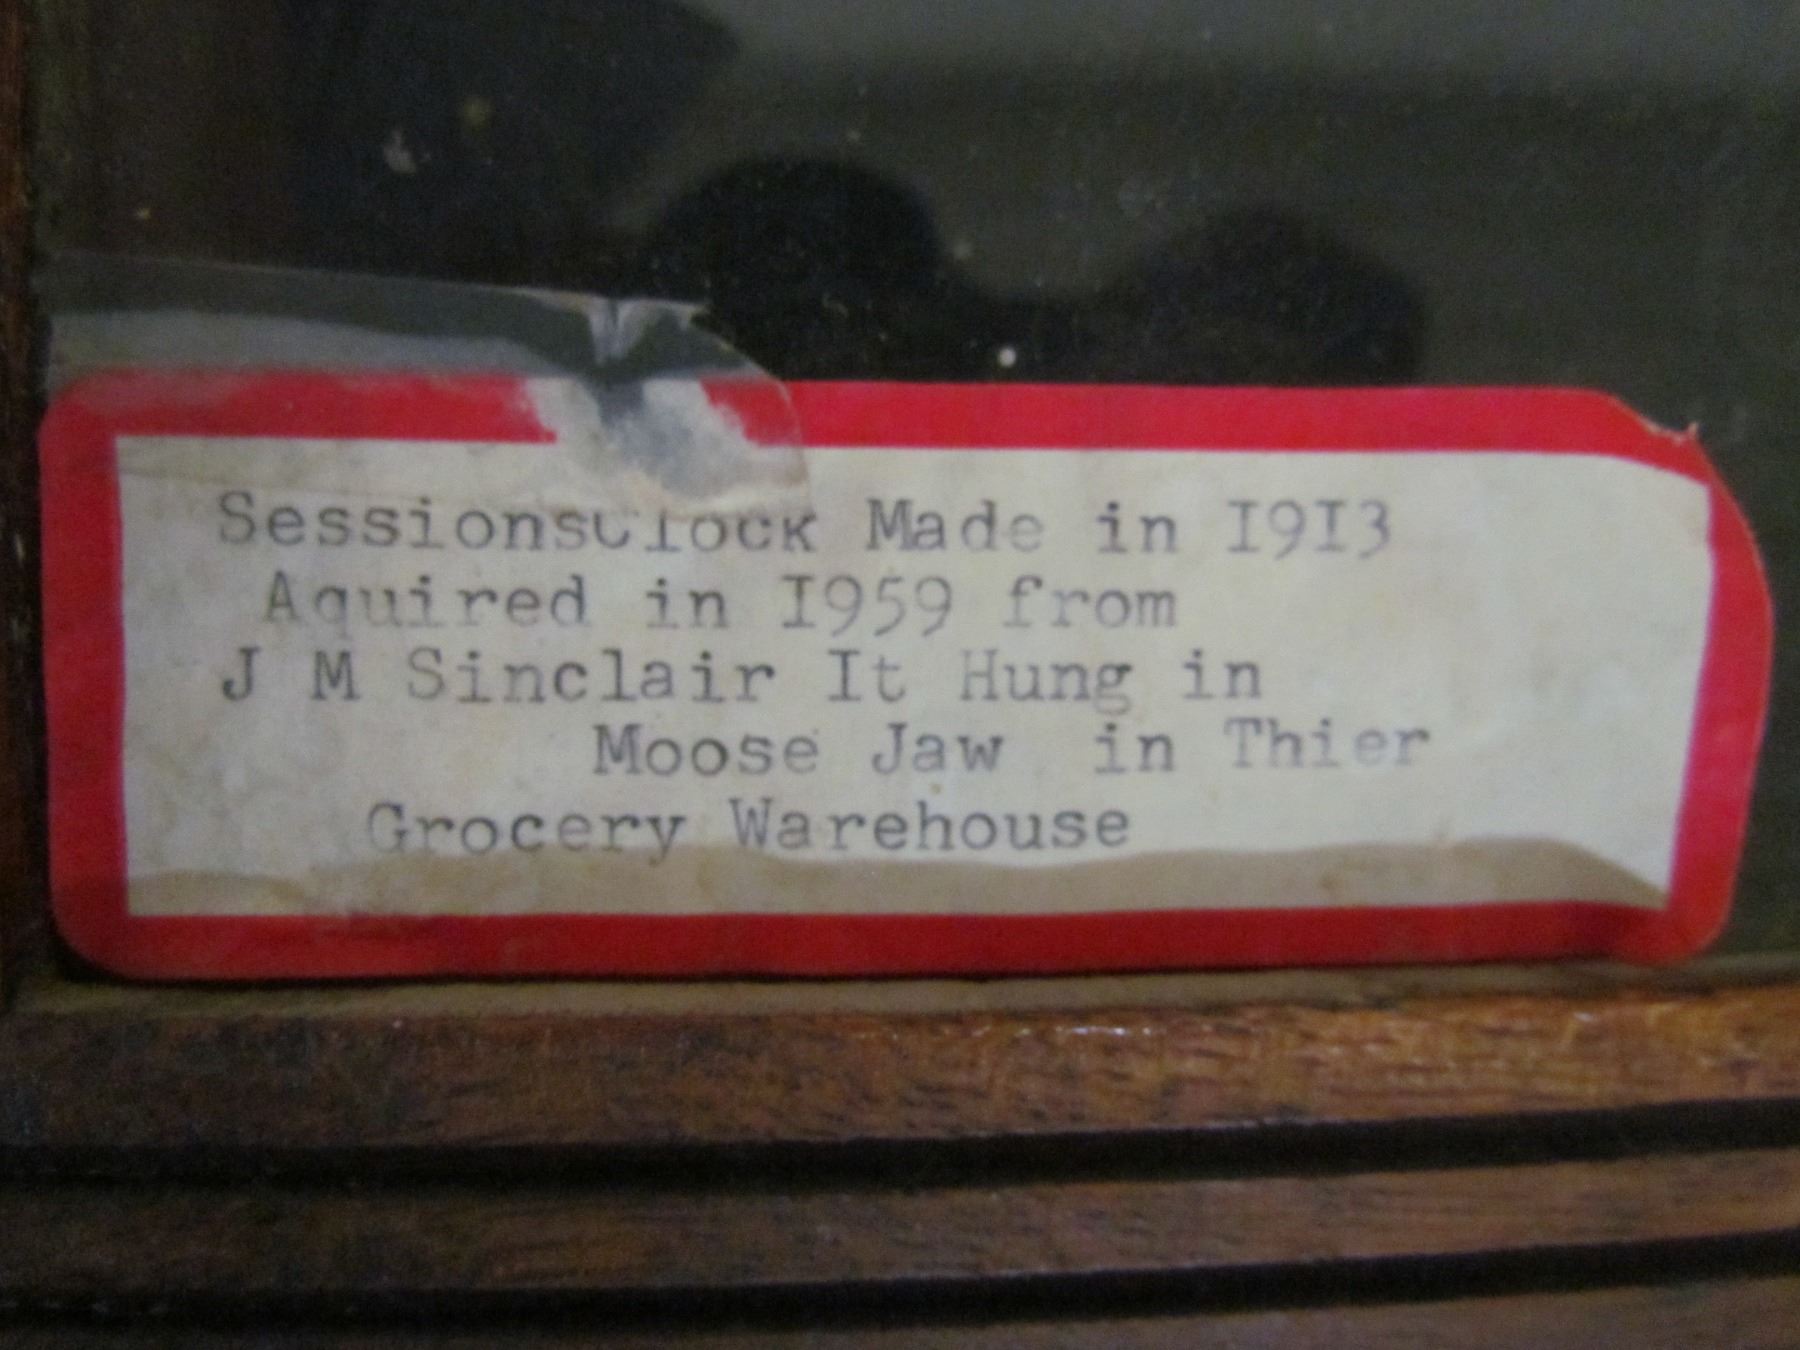 SessionsClock Made in I9I3
Aquired in I959 from
J M Sinclair It Hung in
Moose Jaw in Thier
Grocery Warehouse